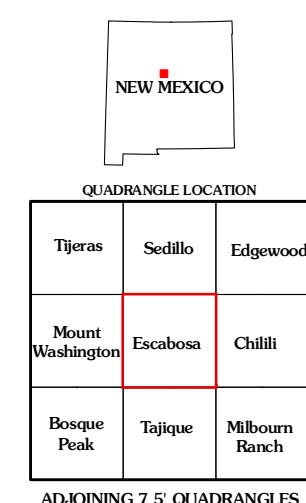 NEW MEXICO
QUADRANGLE LOCATION
Tijeras Sedillo Edgewood
Mount
Washington Escabosa Chilili
Bosque
Peak Tajique Milbourn
Ranch
ADJOINING 7.5' QUADRANGLES